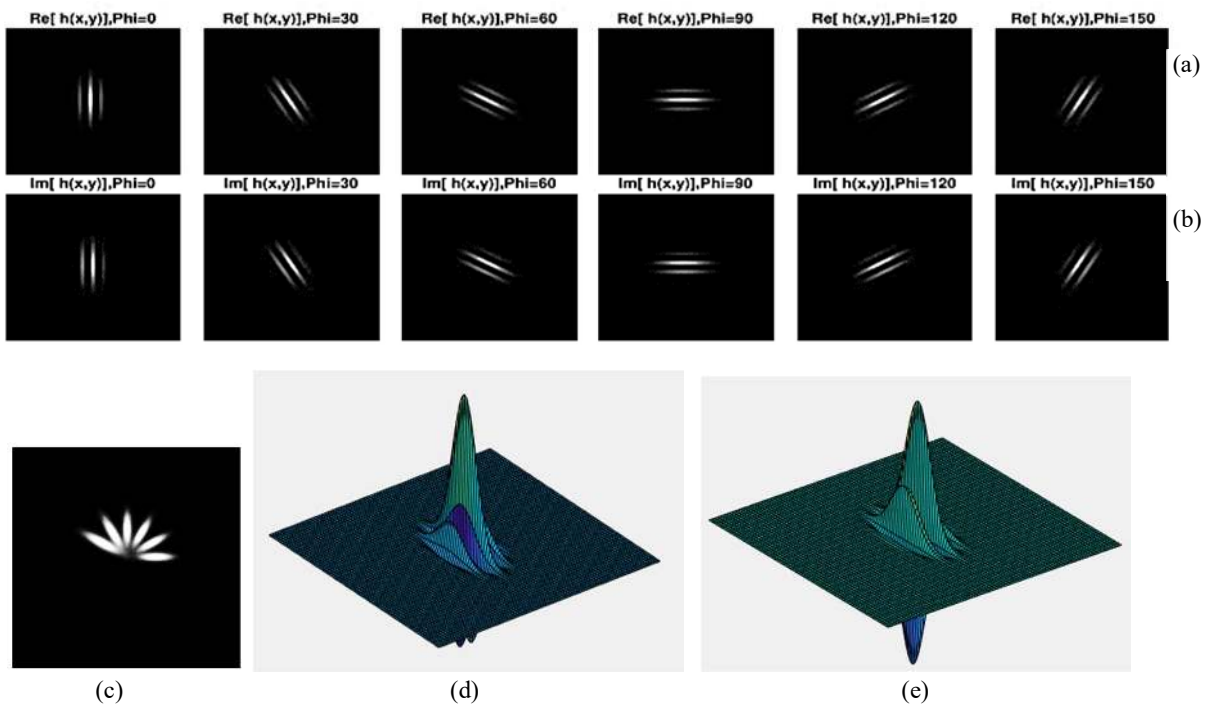 Re[ h(x,y)],Phi=0 Re[ h(x,y)],Phi=30 Re[ h(x,y)],Phi=60 Re[ h(x,y)],Phi=90 Re[ h(x,y)],Phi=120 Re[ h(x,y)],Phi=150
(a)
Im[ h(x,y)],Phi=0 Im[ h(x,y)],Phi=30 Im[ h(x,y)],Phi=60 Im[ h(x,y)],Phi=90 Im[ h(x,y)],Phi=120 Im[ h(x,y)],Phi=150
(b)
(c) (d) (e)